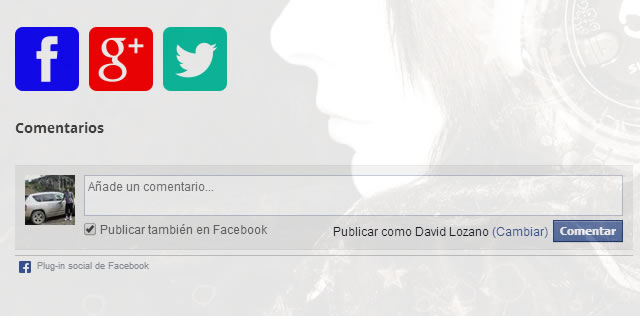 f g+
Comentarios
Añade un comentario...
Publicar también en Facebook
Publicar como David Lozano (Cambiar) Comentar
f Plug-in social de Facebook